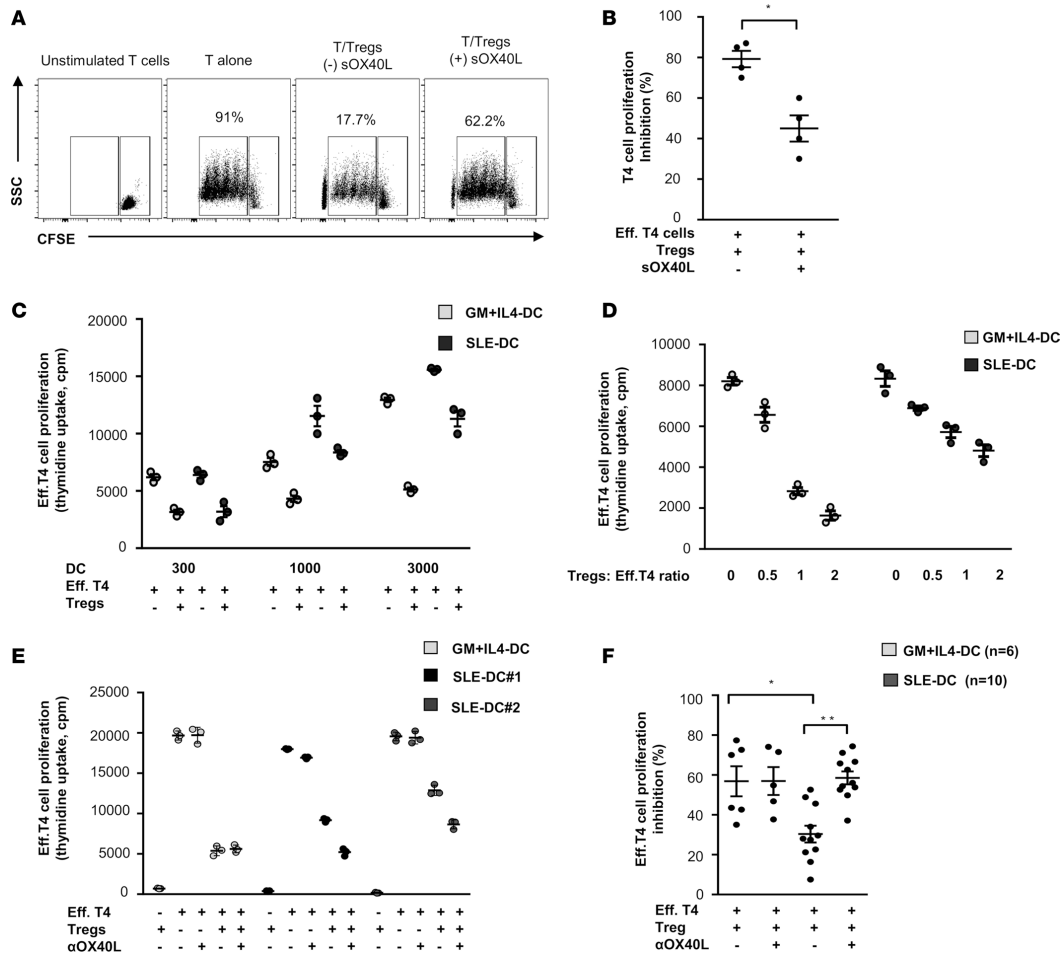 A
Unstimulated T cells
T alone
T/Tregs
(-) sOX40L
T/Tregs
(+) sOX40L
91%
17.7%
62.2%
SSC
CFSE
B
*
T4 cell proliferation
Inhibition (%)
100
80
60
40
20
0
Eff. T4 cells + +
Tregs + +
sOX40L - +
C
GM+IL4-DC
SLE-DC
Eff.T4 cell proliferation
(thymidine uptake, cpm)
20000
15000
10000
5000
0
DC 300 1000 3000
Eff. T4 + + + + + + + + + + + +
Tregs - + - + - + - + - + - +
D
GM+IL4-DC
SLE-DC
Eff.T4 cell proliferation
(thymidine uptake, cpm)
10000
8000
6000
4000
2000
0
Tregs: Eff.T4 ratio 0 0.5 1 2 0 0.5 1 2
E
GM+IL4-DC
SLE-DC#1
SLE-DC#2
Eff.T4 cell proliferation
(thymidine uptake, cpm)
25000
20000
15000
10000
5000
0
Eff. T4 - + + + + - + + + + - + + + +
Tregs + - - + + + - - + + + - - + +
αOX40L - - + - + - - + - + - - + - +
F
GM+IL4-DC (n=6)
SLE-DC (n=10)
*
* *
Eff.T4 cell proliferation
inhibition (%)
100
80
60
40
20
0
Eff. T4 + + + +
Treg + + + +
αOX40L - + - +